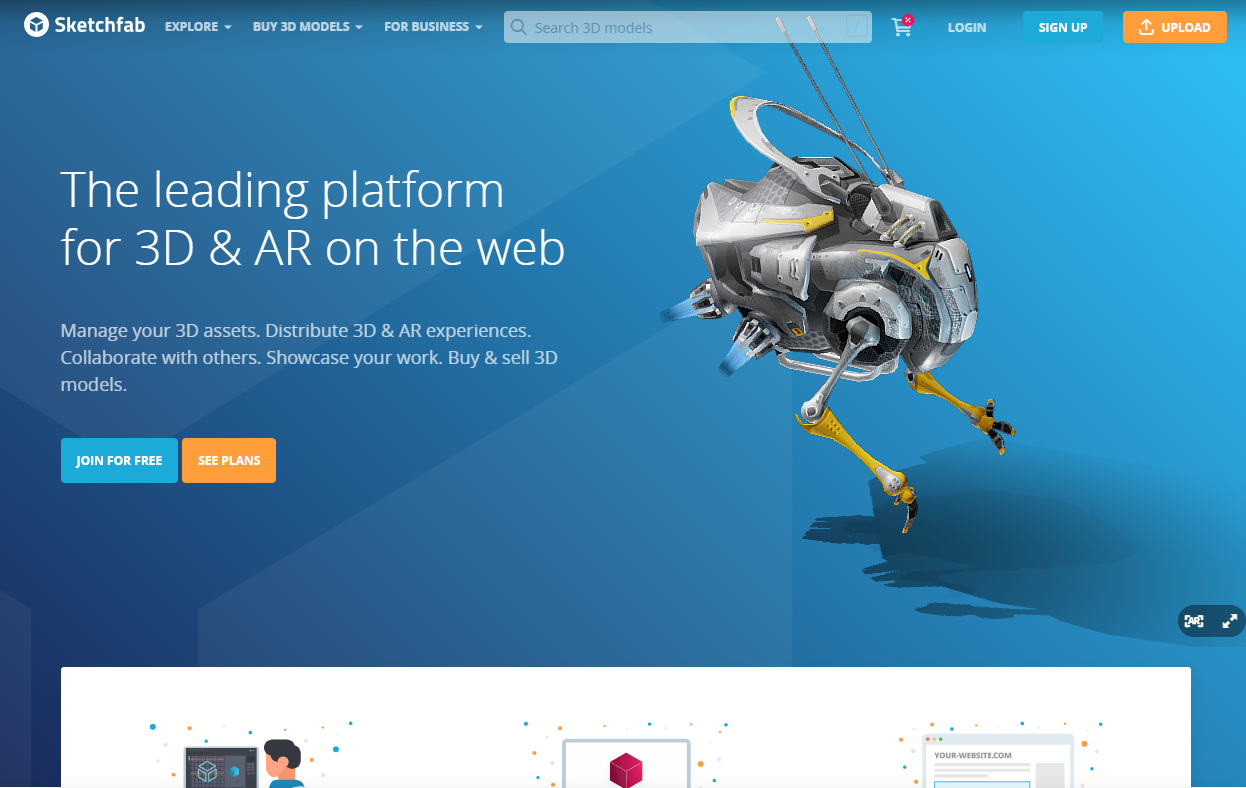 Sketchfab
EXPLORE
BUY 3D MODELS
FOR BUSINESS
Search 3D models
/
%
LOGIN
SIGN UP
UPLOAD
The leading platform
for 3D & AR on the web
Manage your 3D assets. Distribute 3D & AR experiences.
Collaborate with others. Showcase your work. Buy & sell 3D
models.
JOIN FOR FREE
SEE PLANS
AR
YOUR-WEBSITE.COM